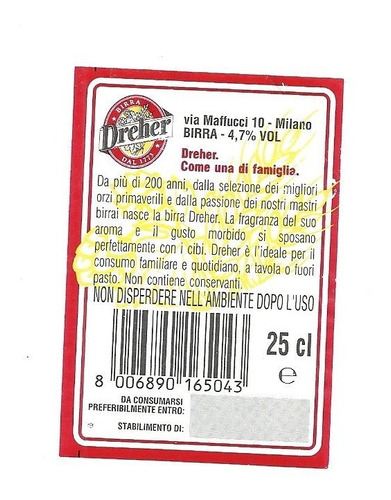 BIRRA
Dreher
DAL 1773
via Maffucci 10 - Milano
BIRRA - 4,7% VOL
Dreher.
Come una di famiglia.
Da più di 200 anni, dalla selezione dei migliori
orzi primaverili e dalla passione dei nostri mastri
birrai nasce la birra Dreher. La fragranza del suo
aroma e il gusto morbido si sposano
perfettamente con i cibi. Dreher è l'ideale per il
consumo familiare e quotidiano, a tavola o fuori
pasto. Non contiene conservanti.
NON DISPERDERE NELL'AMBIENTE DOPO L'USO
25 cl
e
8 006890 165043
DA CONSUMARSI
PREFERIBILMENTE ENTRO:
STABILIMENTO DI: